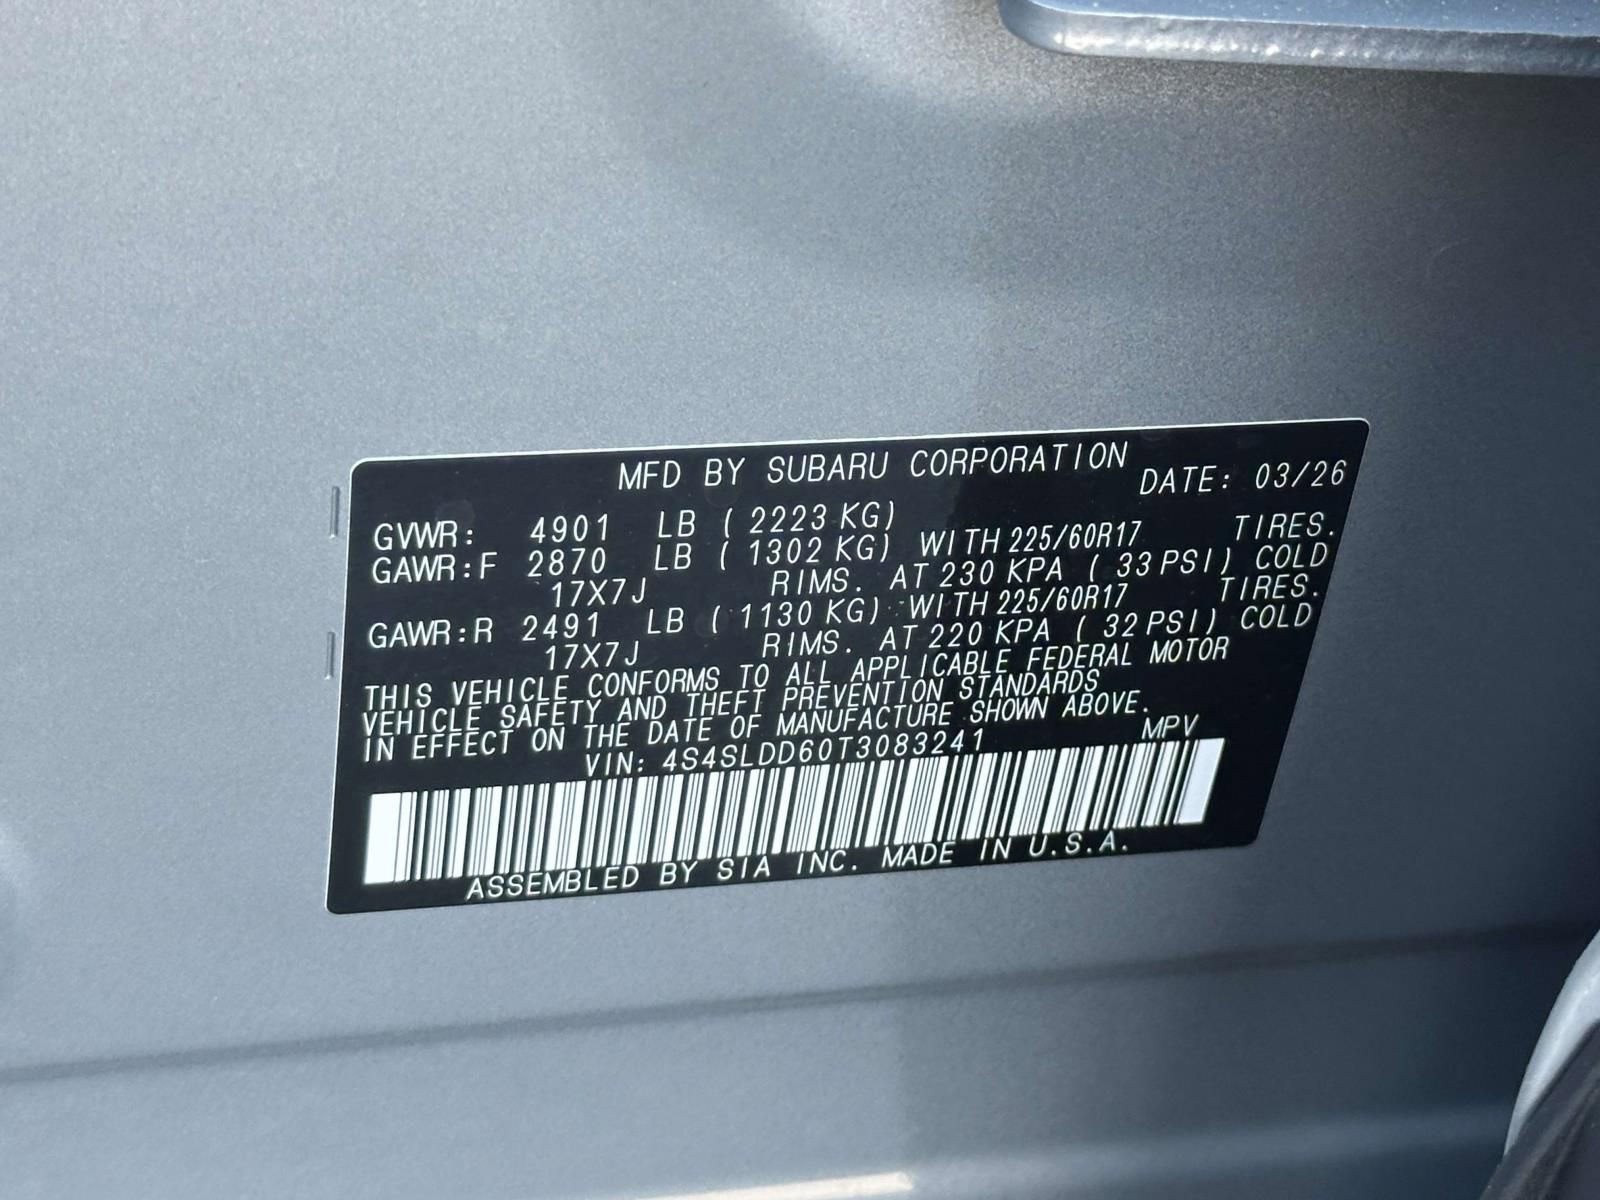 MFD BY SUBARU CORPORATION DATE: 03/26
GVWR: 4901 LB ( 2223 KG)
GAWR:F 2870 LB ( 1302 KG) WITH 225/60R17 TIRES.
17X7J RIMS. AT 230 KPA ( 33 PSI) COLD
GAWR:R 2491 LB ( 1130 KG) WITH 225/60R17 TIRES.
17X7J RIMS. AT 220 KPA ( 32 PSI) COLD
THIS VEHICLE CONFORMS TO ALL APPLICABLE FEDERAL MOTOR
VEHICLE SAFETY AND THEFT PREVENTION STANDARDS
IN EFFECT ON THE DATE OF MANUFACTURE SHOWN ABOVE.
VIN: 4S4SLDD60T3083241 MPV
ASSEMBLED BY SIA INC. MADE IN U.S.A.